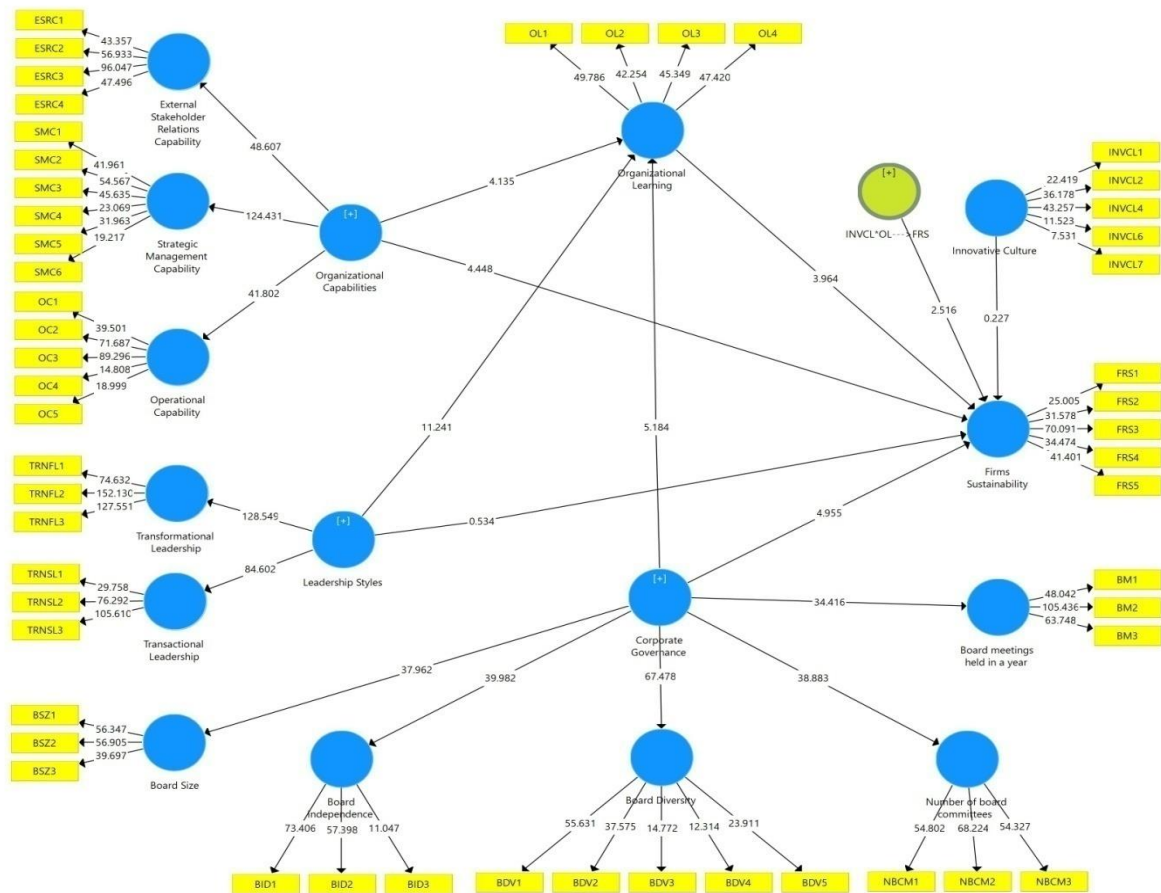 ESRC1
ESRC2
ESRC3
ESRC4
43.357
56.933
96.047
47.496
External
Stakeholder
Relations
Capability
SMC1
SMC2
SMC3
SMC4
SMC5
SMC6
41.961
54.567
45.635
23.069
31.963
19.217
Strategic
Management
Capability
OC1
OC2
OC3
OC4
OC5
39.501
71.687
89.296
14.808
18.999
Operational
Capability
48.607
124.431
41.802
[+]
Organizational
Capabilities
OL1
OL2
OL3
OL4
49.786
42.254
45.349
47.420
Organizational
Learning
4.135
4.448
3.964
[+]
INVCL*OL--->FRS
2.516
Innovative Culture
0.227
22.419
36.178
43.257
11.523
7.531
INVCL1
INVCL2
INVCL4
INVCL6
INVCL7
Firms
Sustainability
25.005
31.578
70.091
34.474
41.401
FRS1
FRS2
FRS3
FRS4
FRS5
TRNFL1
TRNFL2
TRNFL3
74.632
152.130
127.551
Transformational
Leadership
TRNSL1
TRNSL2
TRNSL3
29.758
76.292
105.610
Transactional
Leadership
128.549
84.602
[+]
Leadership Styles
11.241
0.534
5.184
4.955
[+]
Corporate
Governance
34.416
Board meetings
held in a year
48.042
105.436
63.748
BM1
BM2
BM3
37.962
39.982
67.478
38.883
BSZ1
BSZ2
BSZ3
56.347
56.905
39.697
Board Size
Board
Independence
73.406
57.398
11.047
BID1
BID2
BID3
Board Diversity
55.631
37.575
14.772
12.314
23.911
BDV1
BDV2
BDV3
BDV4
BDV5
Number of board
committees
54.802
68.224
54.327
NBCM1
NBCM2
NBCM3